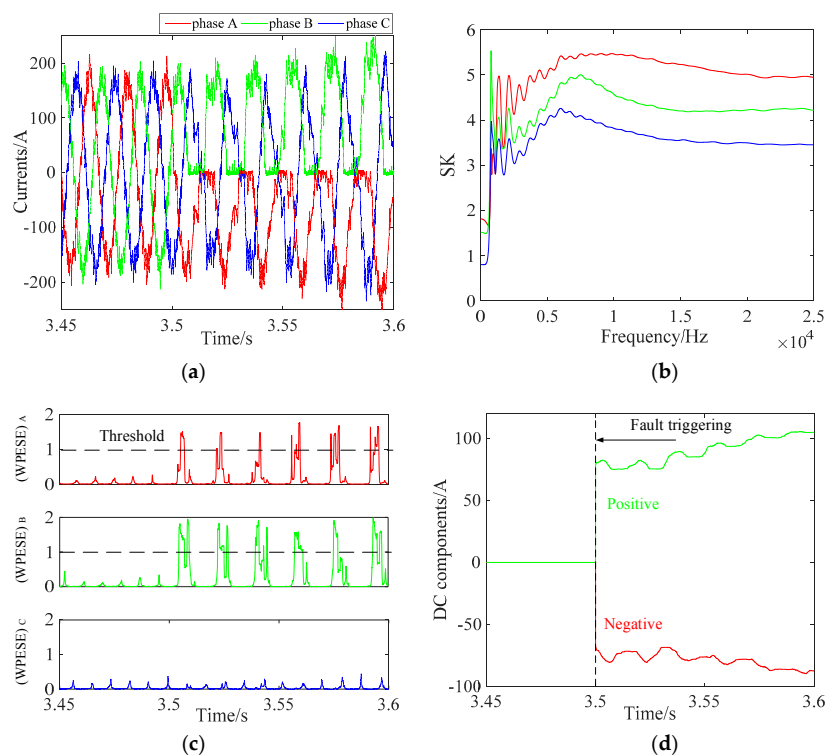 phase A phase B phase C
200
100
0
-100
-200
Currents/A
3.45 3.5 3.55 3.6
Time/s
(a)
6
5
4
3
2
1
0
SK
0 0.5 1.0 1.5 2.0 2.5
Frequency/Hz
×10⁴
(b)
2
1
0
(WPESE) A
Threshold
2
1
0
(WPESE) B
2
1
0
(WPESE) C
3.45 3.5 3.55 3.6
Time/s
(c)
100
50
0
-50
-100
DC components/A
Fault triggering
Positive
Negative
3.45 3.5 3.55 3.6
Time/s
(d)